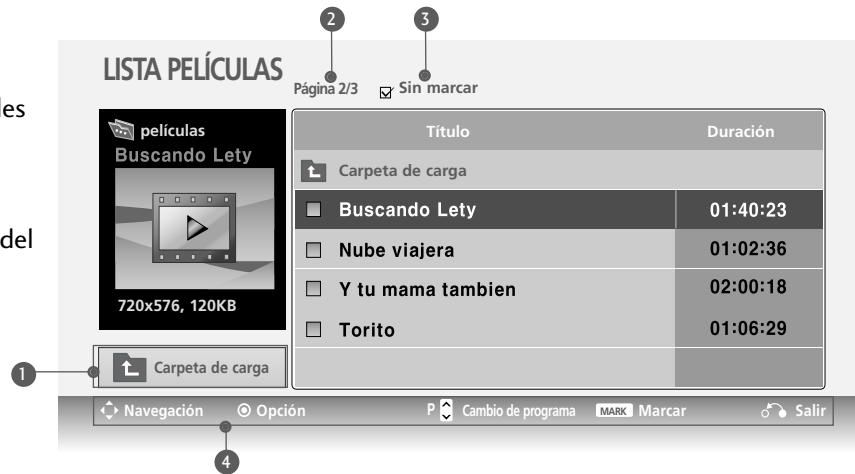 2 3
LISTA PELÍCULAS
Página 2/3 Sin marcar
les
del
películas
Buscando Lety
720x576, 120KB
Título Duración
Carpeta de carga
Buscando Lety 01:40:23
Nube viajera 01:02:36
Y tu mama tambien 02:00:18
Torito 01:06:29
1 Carpeta de carga
Navegación Opción P Cambio de programa MARK Marcar Salir
4